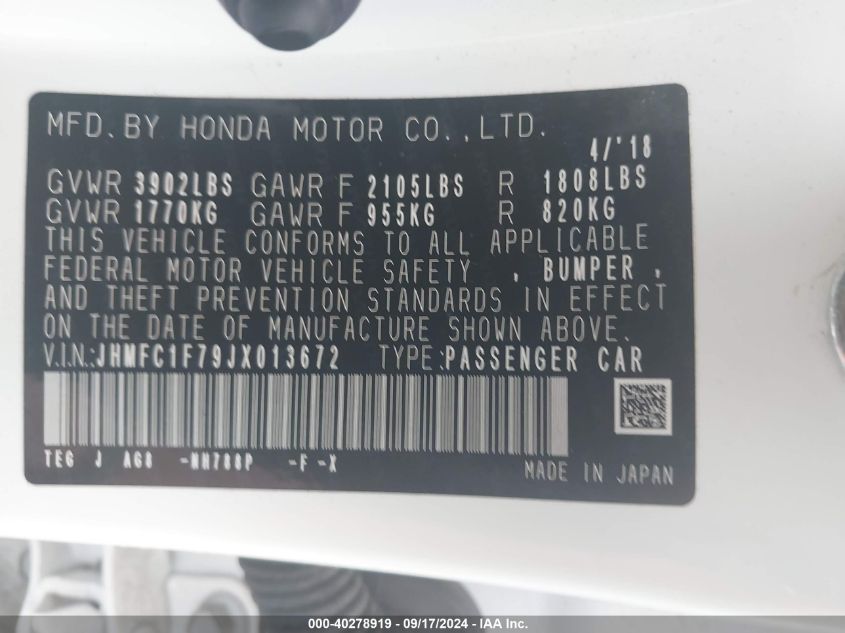 MFD.BY HONDA MOTOR CO.,LTD.
4/'18
GVWR 3902LBS GAWR F 2105LBS R 1808LBS
GVWR 1770KG GAWR F 955KG R 820KG
THIS VEHICLE CONFORMS TO ALL APPLICABLE
FEDERAL MOTOR VEHICLE SAFETY , BUMPER ,
AND THEFT PREVENTION STANDARDS IN EFFECT
ON THE DATE OF MANUFACTURE SHOWN ABOVE.
V.I.N.:JHMFC1F79JX013672 TYPE:PASSENGER CAR
TEG J AG8 -NH788P -F -X
MADE IN JAPAN
000-40278919 - 09/17/2024 - IAA Inc.